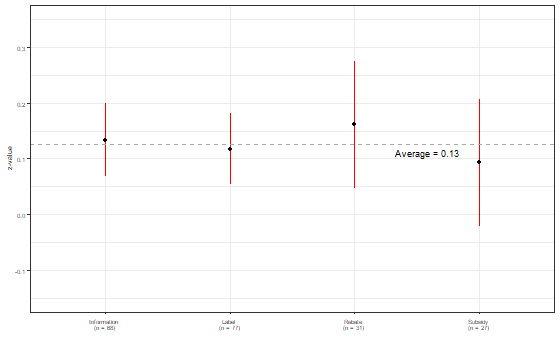 0.3
0.2
Average = 0.13
0.1
0.0
-0.1
z-value
Information
(n = 68)
Label
(n = 77)
Rebate
(n = 31)
Subsidy
(n = 27)